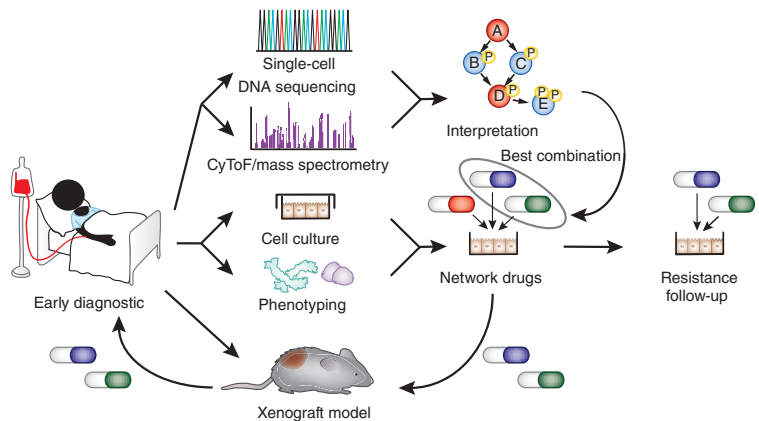 Single-cell
DNA sequencing
CyToF/mass spectrometry
A
B
P
C
P
D
P
E
P
P
Interpretation
Best combination
Cell culture
Phenotyping
Early diagnostic
Network drugs
Resistance
follow-up
Xenograft model